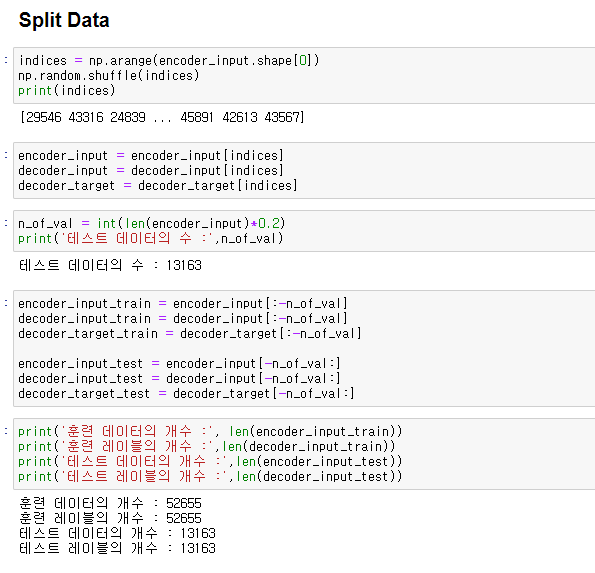 Split Data
: indices = np.arange(encoder_input.shape[0])
np.random.shuffle(indices)
print(indices)
[29546 43316 24839 ... 45891 42613 43567]
: encoder_input = encoder_input[indices]
decoder_input = decoder_input[indices]
decoder_target = decoder_target[indices]
: n_of_val = int(len(encoder_input)*0.2)
print('테스트 데이터의 수 :',n_of_val)
테스트 데이터의 수 : 13163
: encoder_input_train = encoder_input[:-n_of_val]
decoder_input_train = decoder_input[:-n_of_val]
decoder_target_train = decoder_target[:-n_of_val]
encoder_input_test = encoder_input[-n_of_val:]
decoder_input_test = decoder_input[-n_of_val:]
decoder_target_test = decoder_target[-n_of_val:]
: print('훈련 데이터의 개수 :', len(encoder_input_train))
print('훈련 레이블의 개수 :',len(decoder_input_train))
print('테스트 데이터의 개수 :',len(encoder_input_test))
print('테스트 레이블의 개수 :',len(decoder_input_test))
훈련 데이터의 개수 : 52655
훈련 레이블의 개수 : 52655
테스트 데이터의 개수 : 13163
테스트 레이블의 개수 : 13163